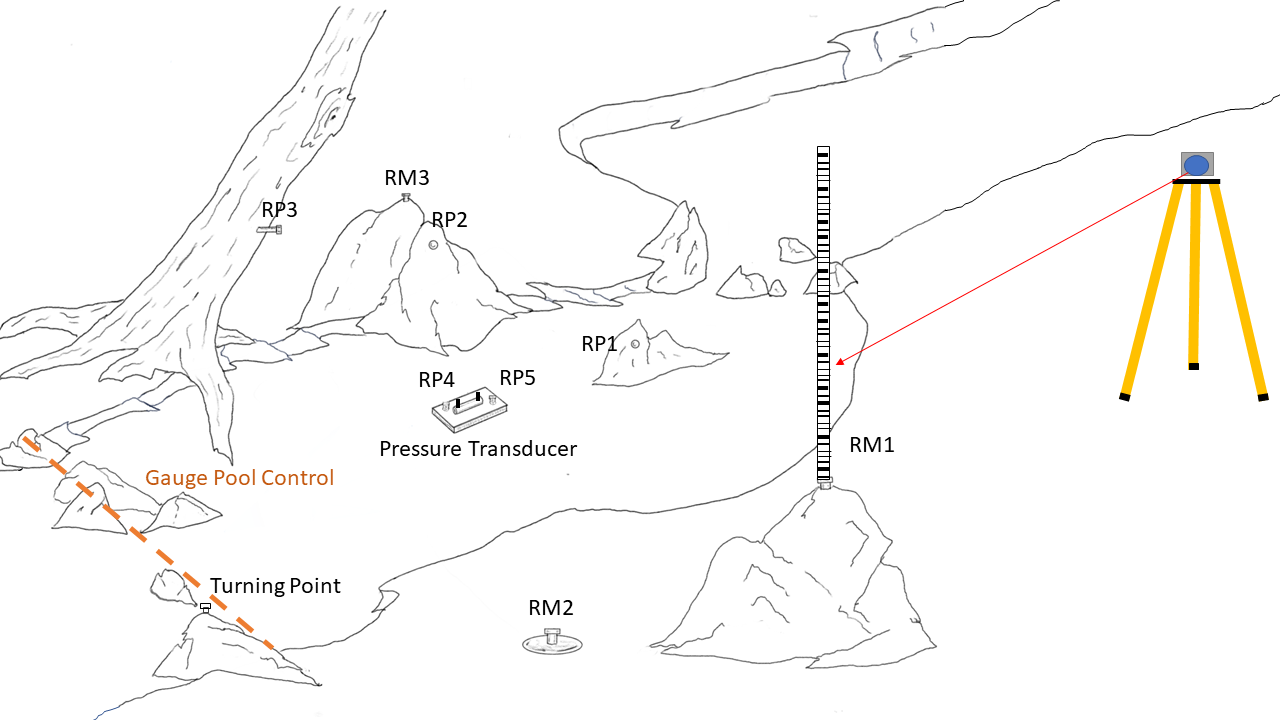 RM3
RP3
RP2
RP1
RP4
RP5
Pressure Transducer
RM1
Gauge Pool Control
Turning Point
RM2